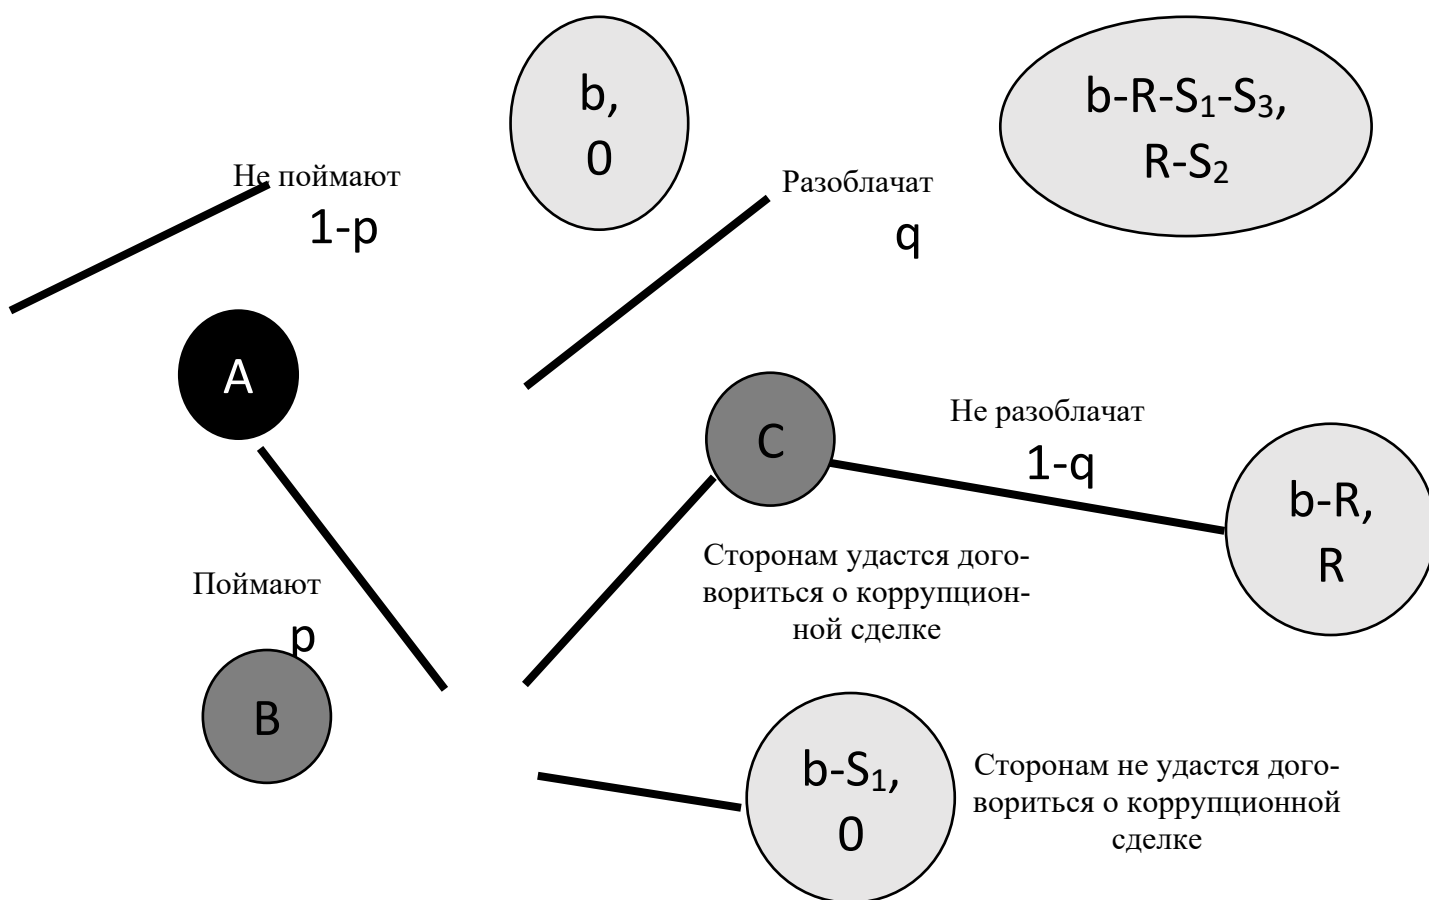 b,
0
b-R-S₁-S₃,
R-S₂
Не поймают
1-p
Разоблачат
q
A
C
Не разоблачат
1-q
b-R,
R
Сторонам удастся дого-
вориться о коррупцион-
ной сделке
Поймают
p
B
b-S₁,
0
Сторонам не удастся дого-
вориться о коррупционной
сделке